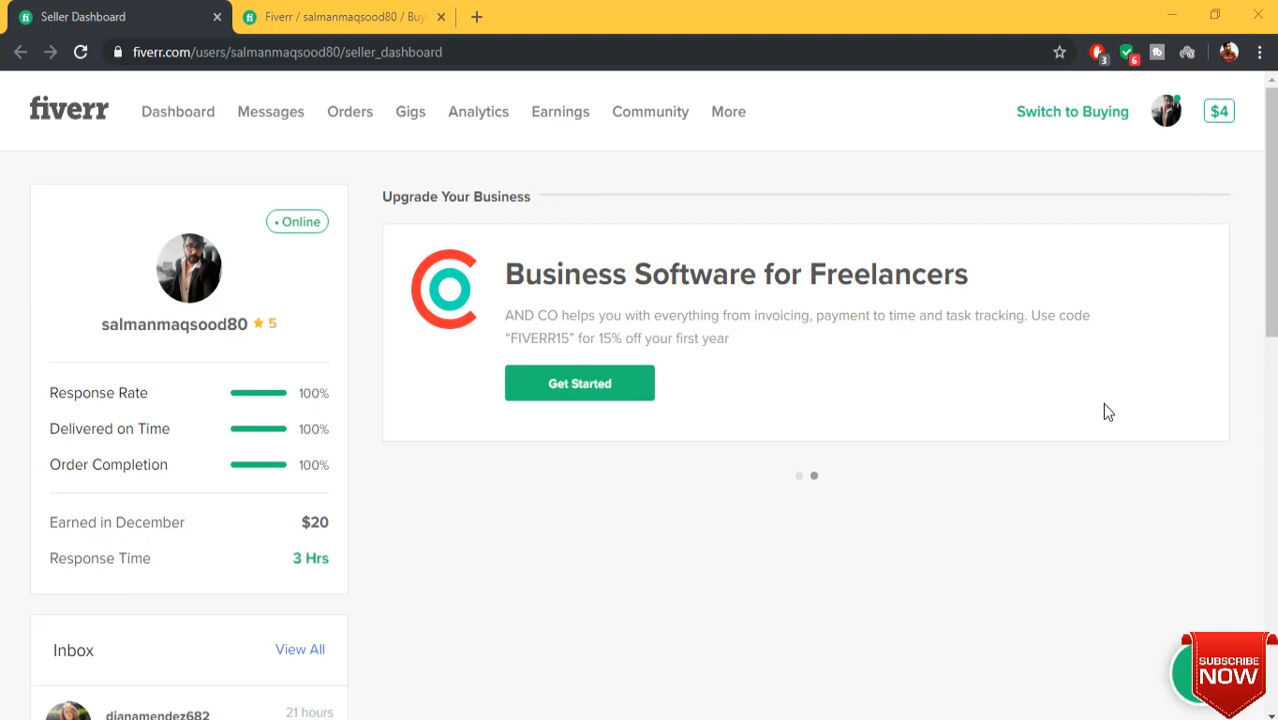 Seller Dashboard
Fiverr / salmanmaqsood80 / Buy
fiverr.com/users/salmanmaqsood80/seller_dashboard
3
6
fiverr
Dashboard Messages Orders Gigs Analytics Earnings Community More
Switch to Buying
$4
• Online
salmanmaqsood80 ★ 5
Response Rate 100%
Delivered on Time 100%
Order Completion 100%
Earned in December $20
Response Time 3 Hrs
Inbox View All
dianamendez682 21 hours
Upgrade Your Business
Business Software for Freelancers
AND CO helps you with everything from invoicing, payment to time and task tracking. Use code
“FIVERR15” for 15% off your first year
Get Started
SUBSCRIBE
NOW